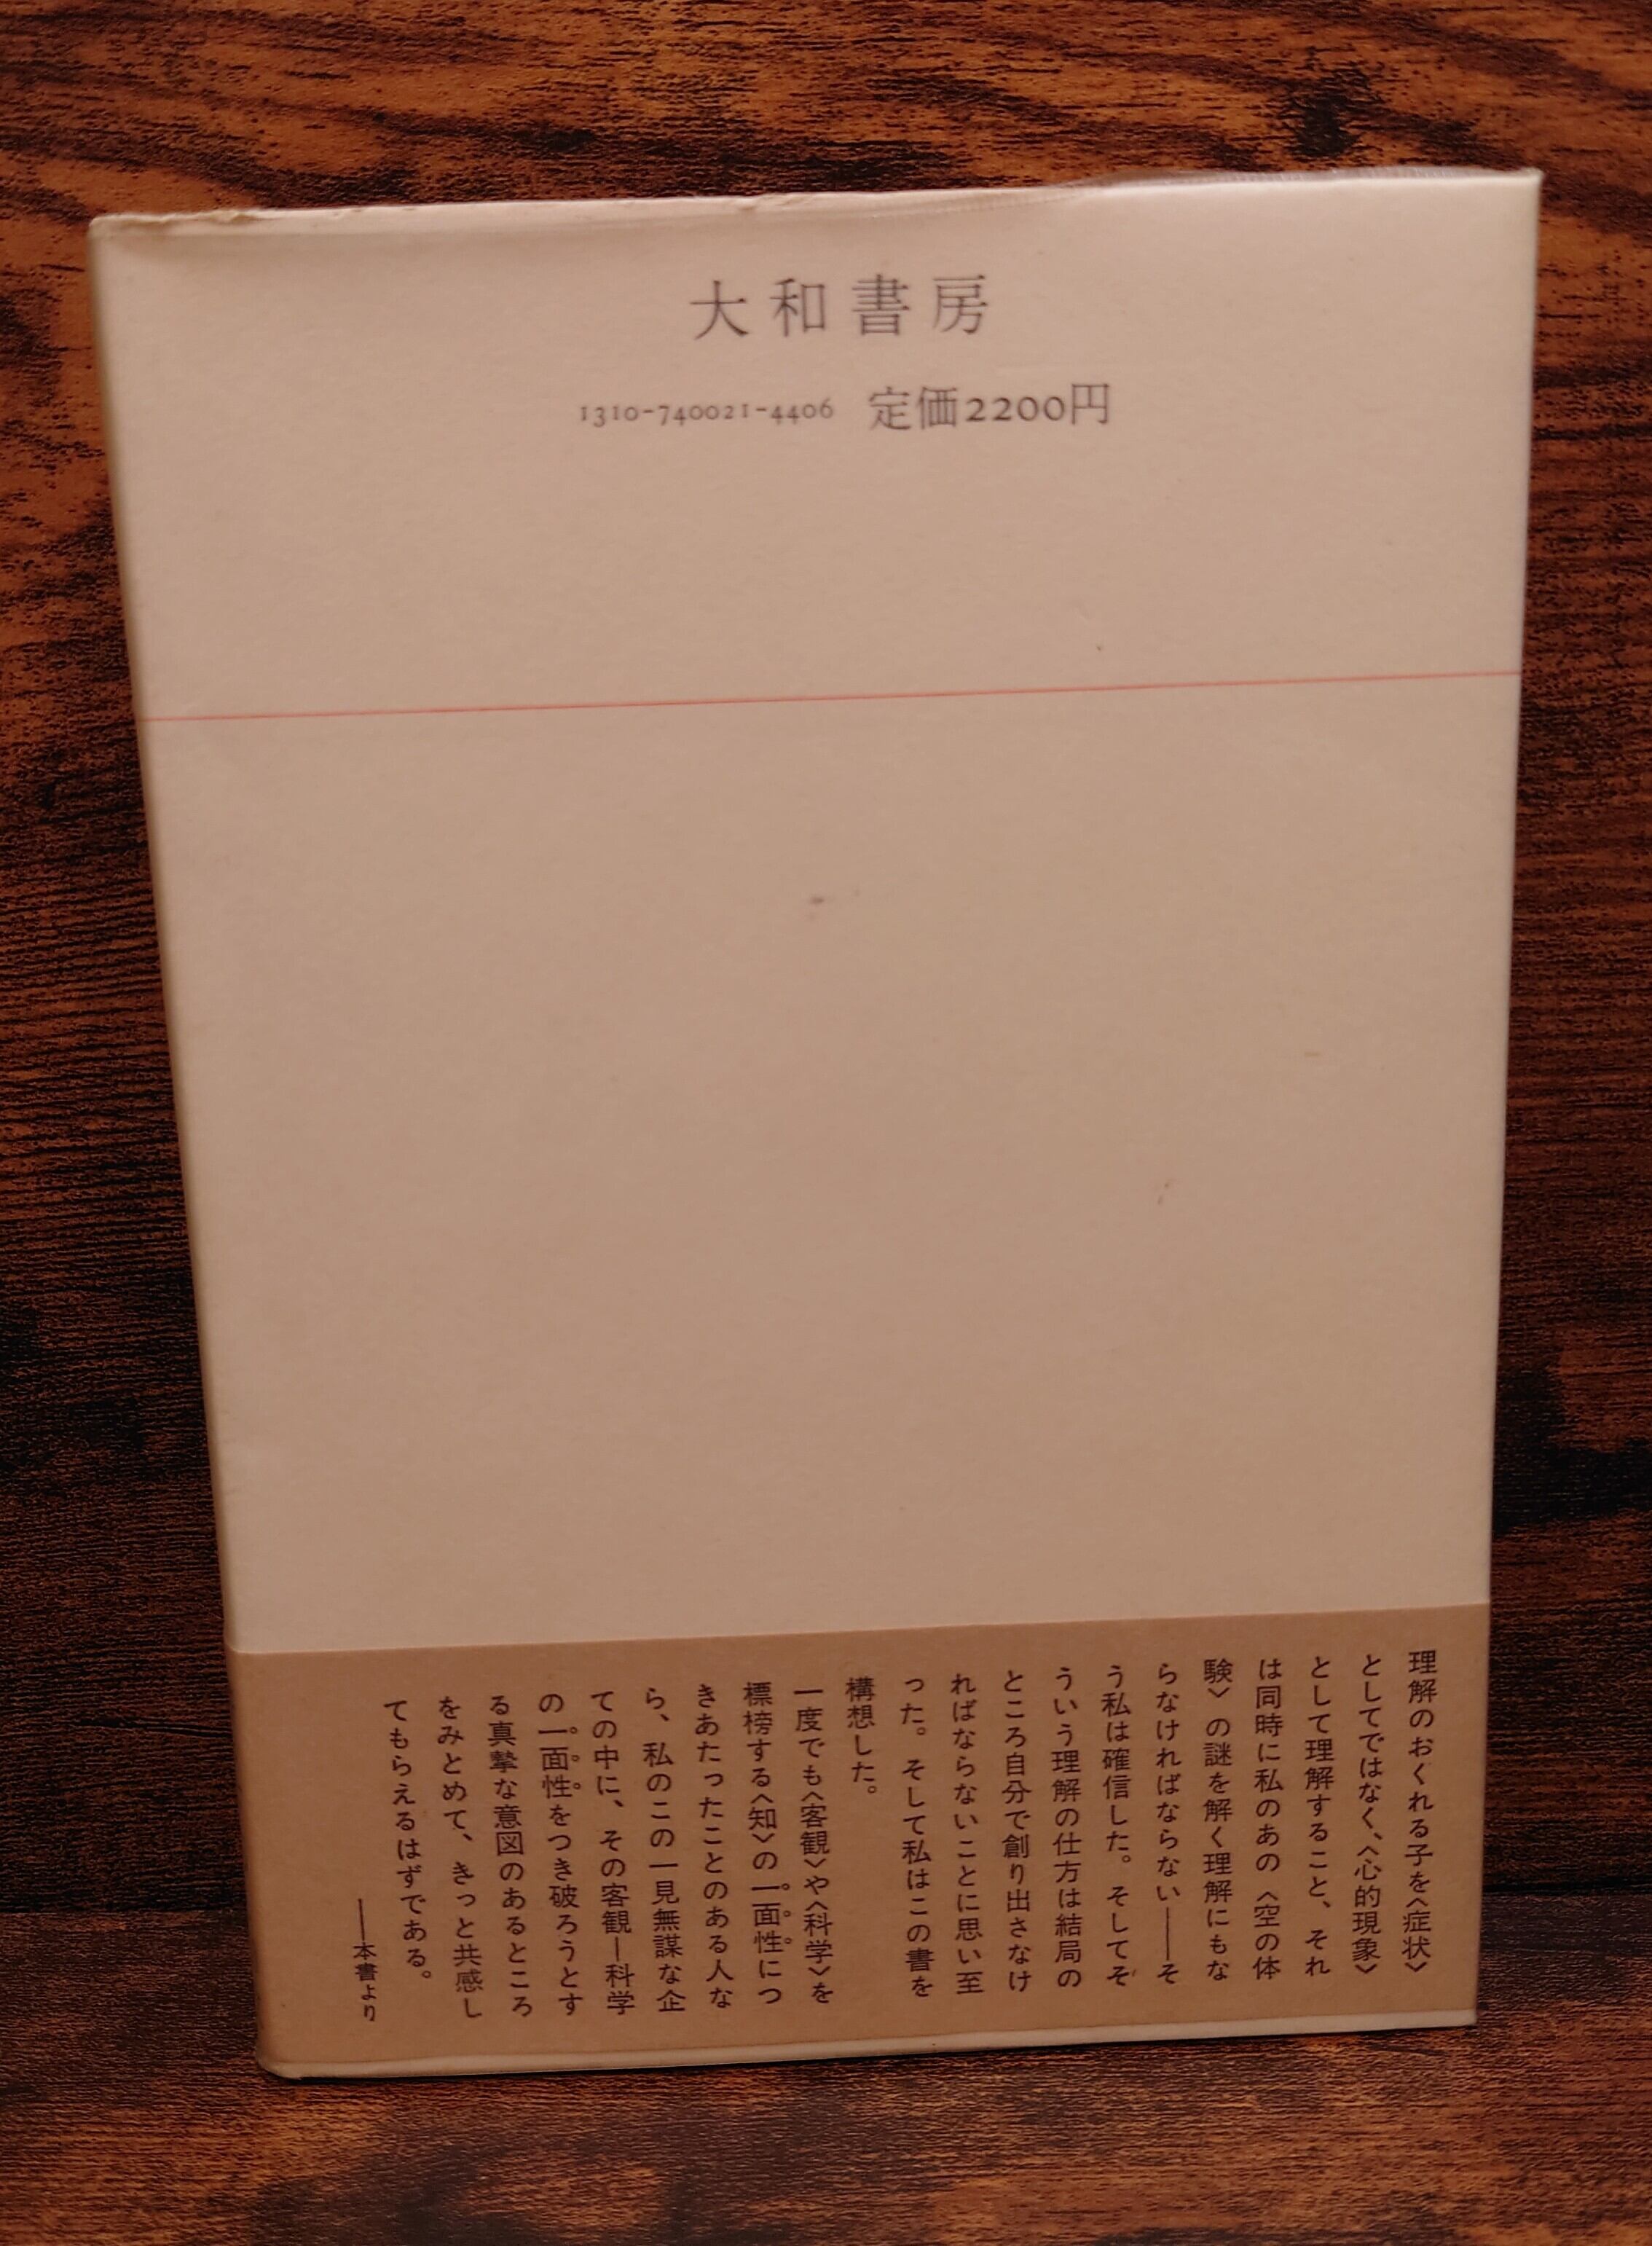 大和書房
1310-740021-4406 定価2200円
理解のおくれる子を〈症状〉
としてではなく、〈心的現象〉
として理解すること、それ
は同時に私のあの〈空の体
験〉の謎を解く理解にもな
らなければならない――そ
う私は確信した。そしてそ
ういう理解の仕方は結局の
ところ自分で創り出さなけ
ればならないことに思い至
った。そして私はこの書を
構想した。
一度でも〈客観〉や〈科学〉を
標榜する〈知〉の一面性につ
きあたったことのある人な
ら、私のこの一見無謀な企
ての中に、その客観―科学
の一面性をつき破ろうとす
る真摯な意図のあるところ
をみとめて、きっと共感し
てもらえるはずである。
――本書より